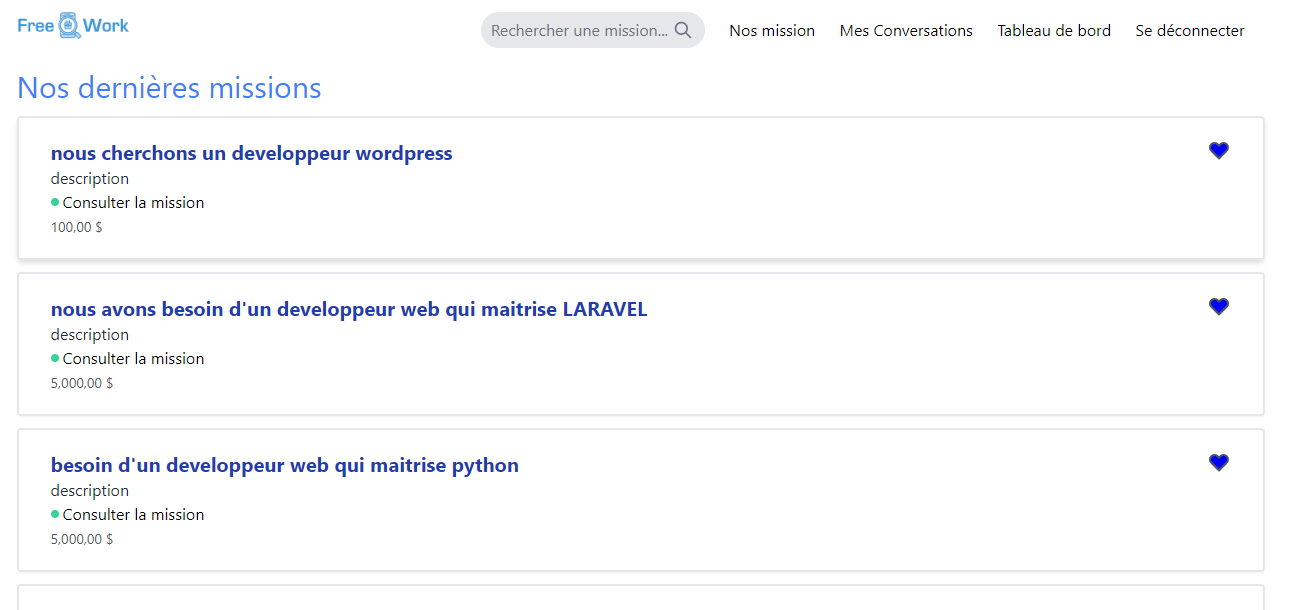 Free Work
Rechercher une mission...
Nos mission
Mes Conversations
Tableau de bord
Se déconnecter
Nos dernières missions
nous cherchons un developpeur wordpress
description
Consulter la mission
100,00 $
nous avons besoin d'un developpeur web qui maitrise LARAVEL
description
Consulter la mission
5,000,00 $
besoin d'un developpeur web qui maitrise python
description
Consulter la mission
5,000,00 $